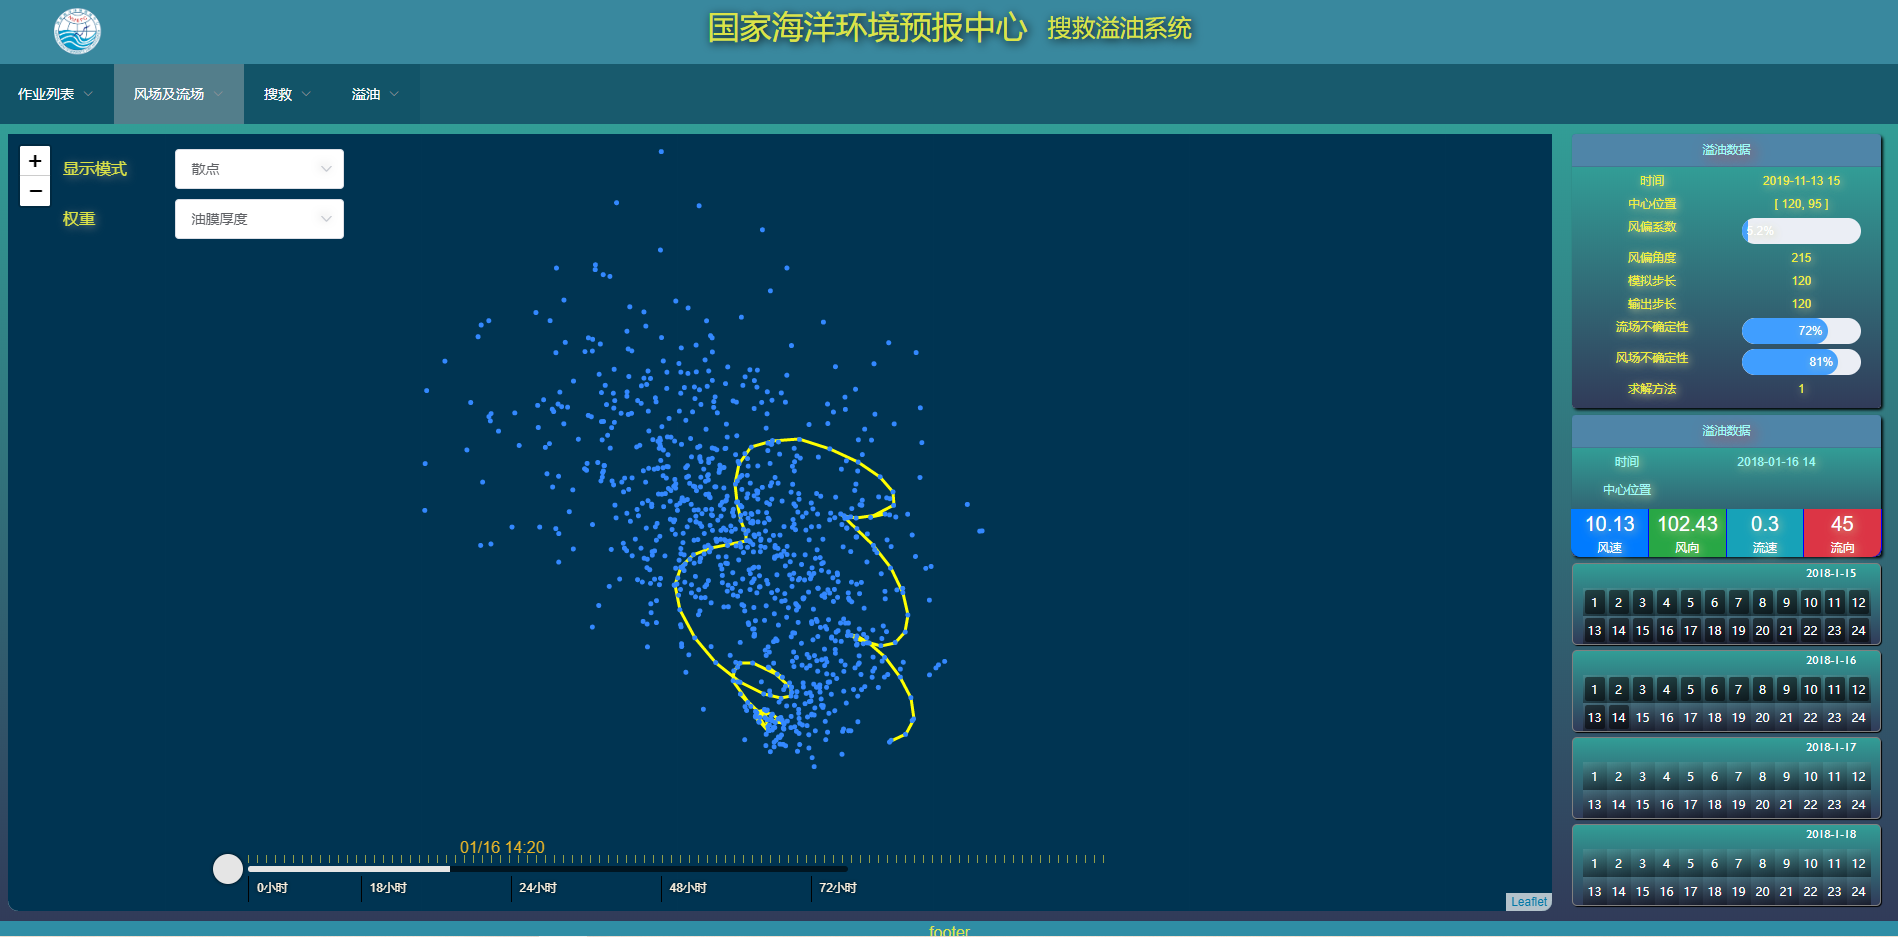 国家海洋环境预报中心 搜救溢油系统
作业列表 风场及流场 搜救 溢油
+
−
显示模式 散点
权重 油膜厚度
01/16 14:20
0小时 18小时 24小时 48小时 72小时
Leaflet
溢油数据
时间 2019-11-13 15
中心位置 [ 120, 95 ]
风偏系数 5.2%
风偏角度 215
模拟步长 120
输出步长 120
流场不确定性 72%
风场不确定性 81%
求解方法 1
溢油数据
时间 2018-01-16 14
中心位置
10.13 102.43 0.3 45
风速 风向 流速 流向
2018-1-15
1 2 3 4 5 6 7 8 9 10 11 12
13 14 15 16 17 18 19 20 21 22 23 24
2018-1-16
1 2 3 4 5 6 7 8 9 10 11 12
13 14 15 16 17 18 19 20 21 22 23 24
2018-1-17
1 2 3 4 5 6 7 8 9 10 11 12
13 14 15 16 17 18 19 20 21 22 23 24
2018-1-18
1 2 3 4 5 6 7 8 9 10 11 12
13 14 15 16 17 18 19 20 21 22 23 24
footer